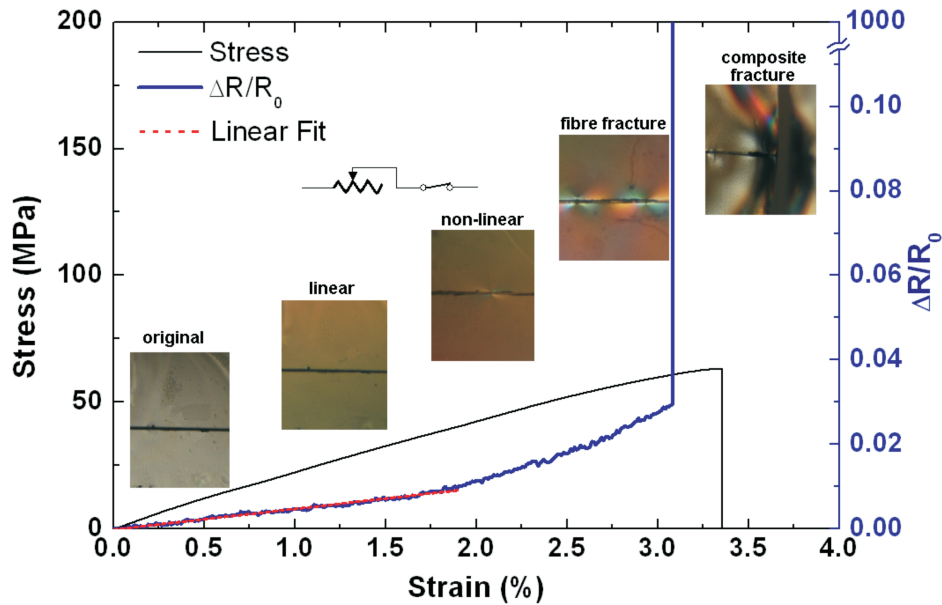 200
150
100
50
0
Stress (MPa)
Stress
ΔR/R₀
Linear Fit
original
linear
non-linear
fibre fracture
composite
fracture
1000
0.10
0.08
0.06
0.04
0.02
0.00
ΔR/R₀
0.0 0.5 1.0 1.5 2.0 2.5 3.0 3.5 4.0
Strain (%)